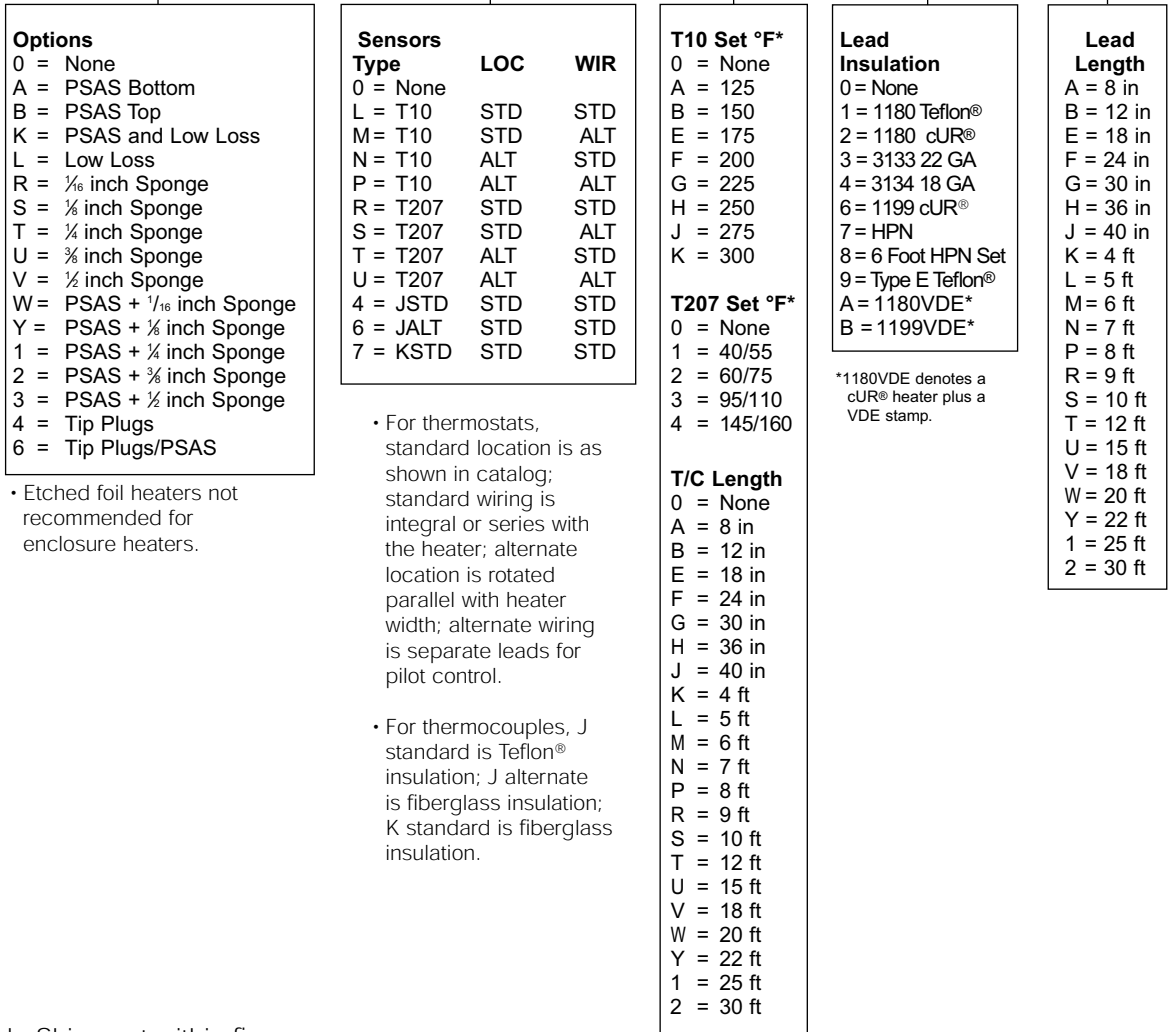 Options
0 = None
A = PSAS Bottom
B = PSAS Top
K = PSAS and Low Loss
L = Low Loss
R = 1⁄16 inch Sponge
S = 1⁄8 inch Sponge
T = 1⁄4 inch Sponge
U = 3⁄8 inch Sponge
V = 1⁄2 inch Sponge
W = PSAS + 1/16 inch Sponge
Y = PSAS + 1⁄8 inch Sponge
1 = PSAS + 1⁄4 inch Sponge
2 = PSAS + 3⁄8 inch Sponge
3 = PSAS + 1⁄2 inch Sponge
4 = Tip Plugs
6 = Tip Plugs/PSAS
• Etched foil heaters not
recommended for
enclosure heaters.
Sensors
Type LOC WIR
0 = None
L = T10 STD STD
M = T10 STD ALT
N = T10 ALT STD
P = T10 ALT ALT
R = T207 STD STD
S = T207 STD ALT
T = T207 ALT STD
U = T207 ALT ALT
4 = JSTD STD STD
6 = JALT STD STD
7 = KSTD STD STD
• For thermostats,
standard location is as
shown in catalog;
standard wiring is
integral or series with
the heater; alternate
location is rotated
parallel with heater
width; alternate wiring
is separate leads for
pilot control.
• For thermocouples, J
standard is Teflon®
insulation; J alternate
is fiberglass insulation;
K standard is fiberglass
insulation.
T10 Set °F*
0 = None
A = 125
B = 150
E = 175
F = 200
G = 225
H = 250
J = 275
K = 300
T207 Set °F*
0 = None
1 = 40/55
2 = 60/75
3 = 95/110
4 = 145/160
T/C Length
0 = None
A = 8 in
B = 12 in
E = 18 in
F = 24 in
G = 30 in
H = 36 in
J = 40 in
K = 4 ft
L = 5 ft
M = 6 ft
N = 7 ft
P = 8 ft
R = 9 ft
S = 10 ft
T = 12 ft
U = 15 ft
V = 18 ft
W = 20 ft
Y = 22 ft
1 = 25 ft
2 = 30 ft
Lead
Insulation
0 = None
1 = 1180 Teflon®
2 = 1180 cUR®
3 = 3133 22 GA
4 = 3134 18 GA
6 = 1199 cUR®
7 = HPN
8 = 6 Foot HPN Set
9 = Type E Teflon®
A = 1180VDE*
B = 1199VDE*
*1180VDE denotes a
cUR® heater plus a
VDE stamp.
Lead
Length
A = 8 in
B = 12 in
E = 18 in
F = 24 in
G = 30 in
H = 36 in
J = 40 in
K = 4 ft
L = 5 ft
M = 6 ft
N = 7 ft
P = 8 ft
R = 9 ft
S = 10 ft
T = 12 ft
U = 15 ft
V = 18 ft
W = 20 ft
Y = 22 ft
1 = 25 ft
2 = 30 ft